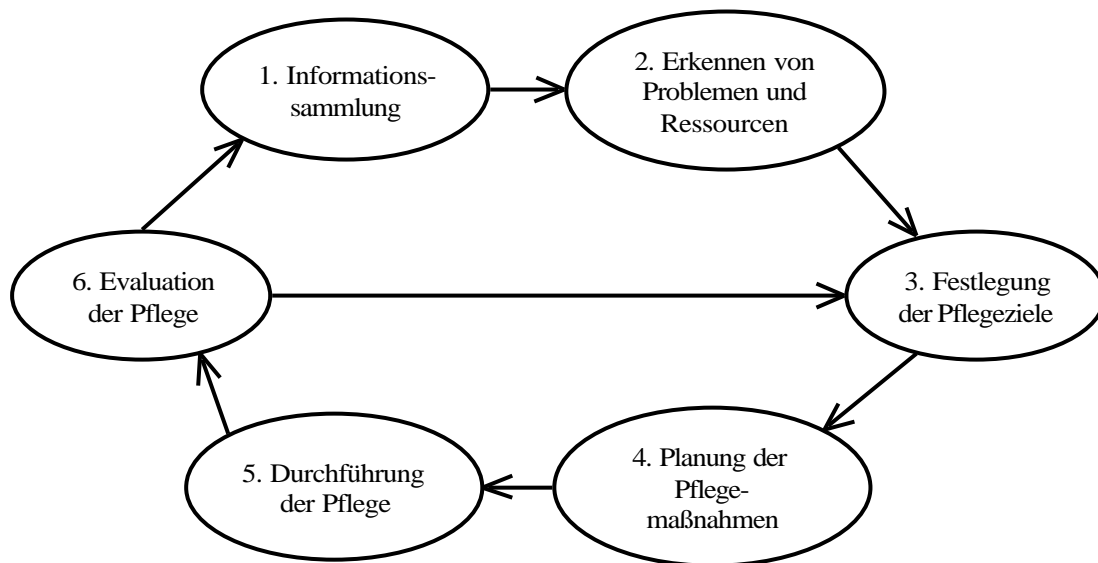 1. Informations-
sammlung
2. Erkennen von
Problemen und
Ressourcen
6. Evaluation
der Pflege
3. Festlegung
der Pflegeziele
5. Durchführung
der Pflege
4. Planung der
Pflege-
maßnahmen